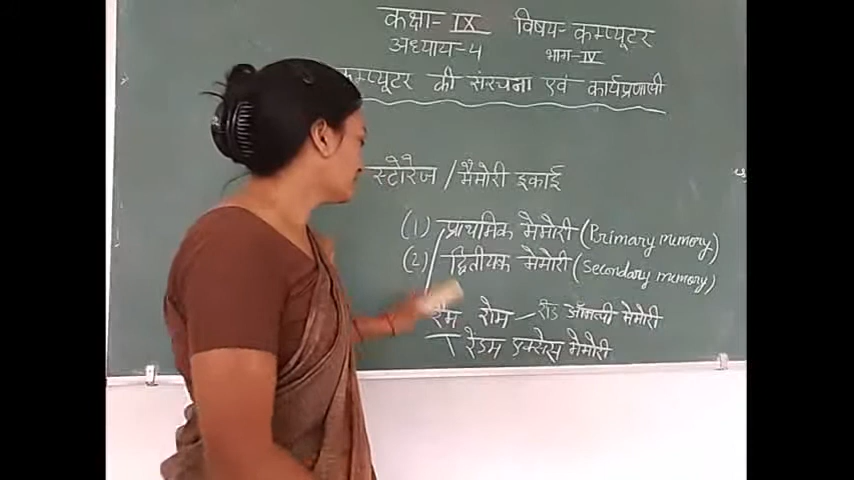 कक्षा- IX विषय- कम्प्यूटर
अध्याय-4 भाग-IV
कम्प्यूटर की संरचना एवं कार्यप्रणाली
स्टोरेज / मैमोरी इकाई
(1) प्राथमिक मैमोरी (Primary memory)
(2) द्वितीयक मैमोरी (Secondary memory)
रैम रोम – रीड ऑनली मेमोरी
रेंडम एक्सेस मैमोरी